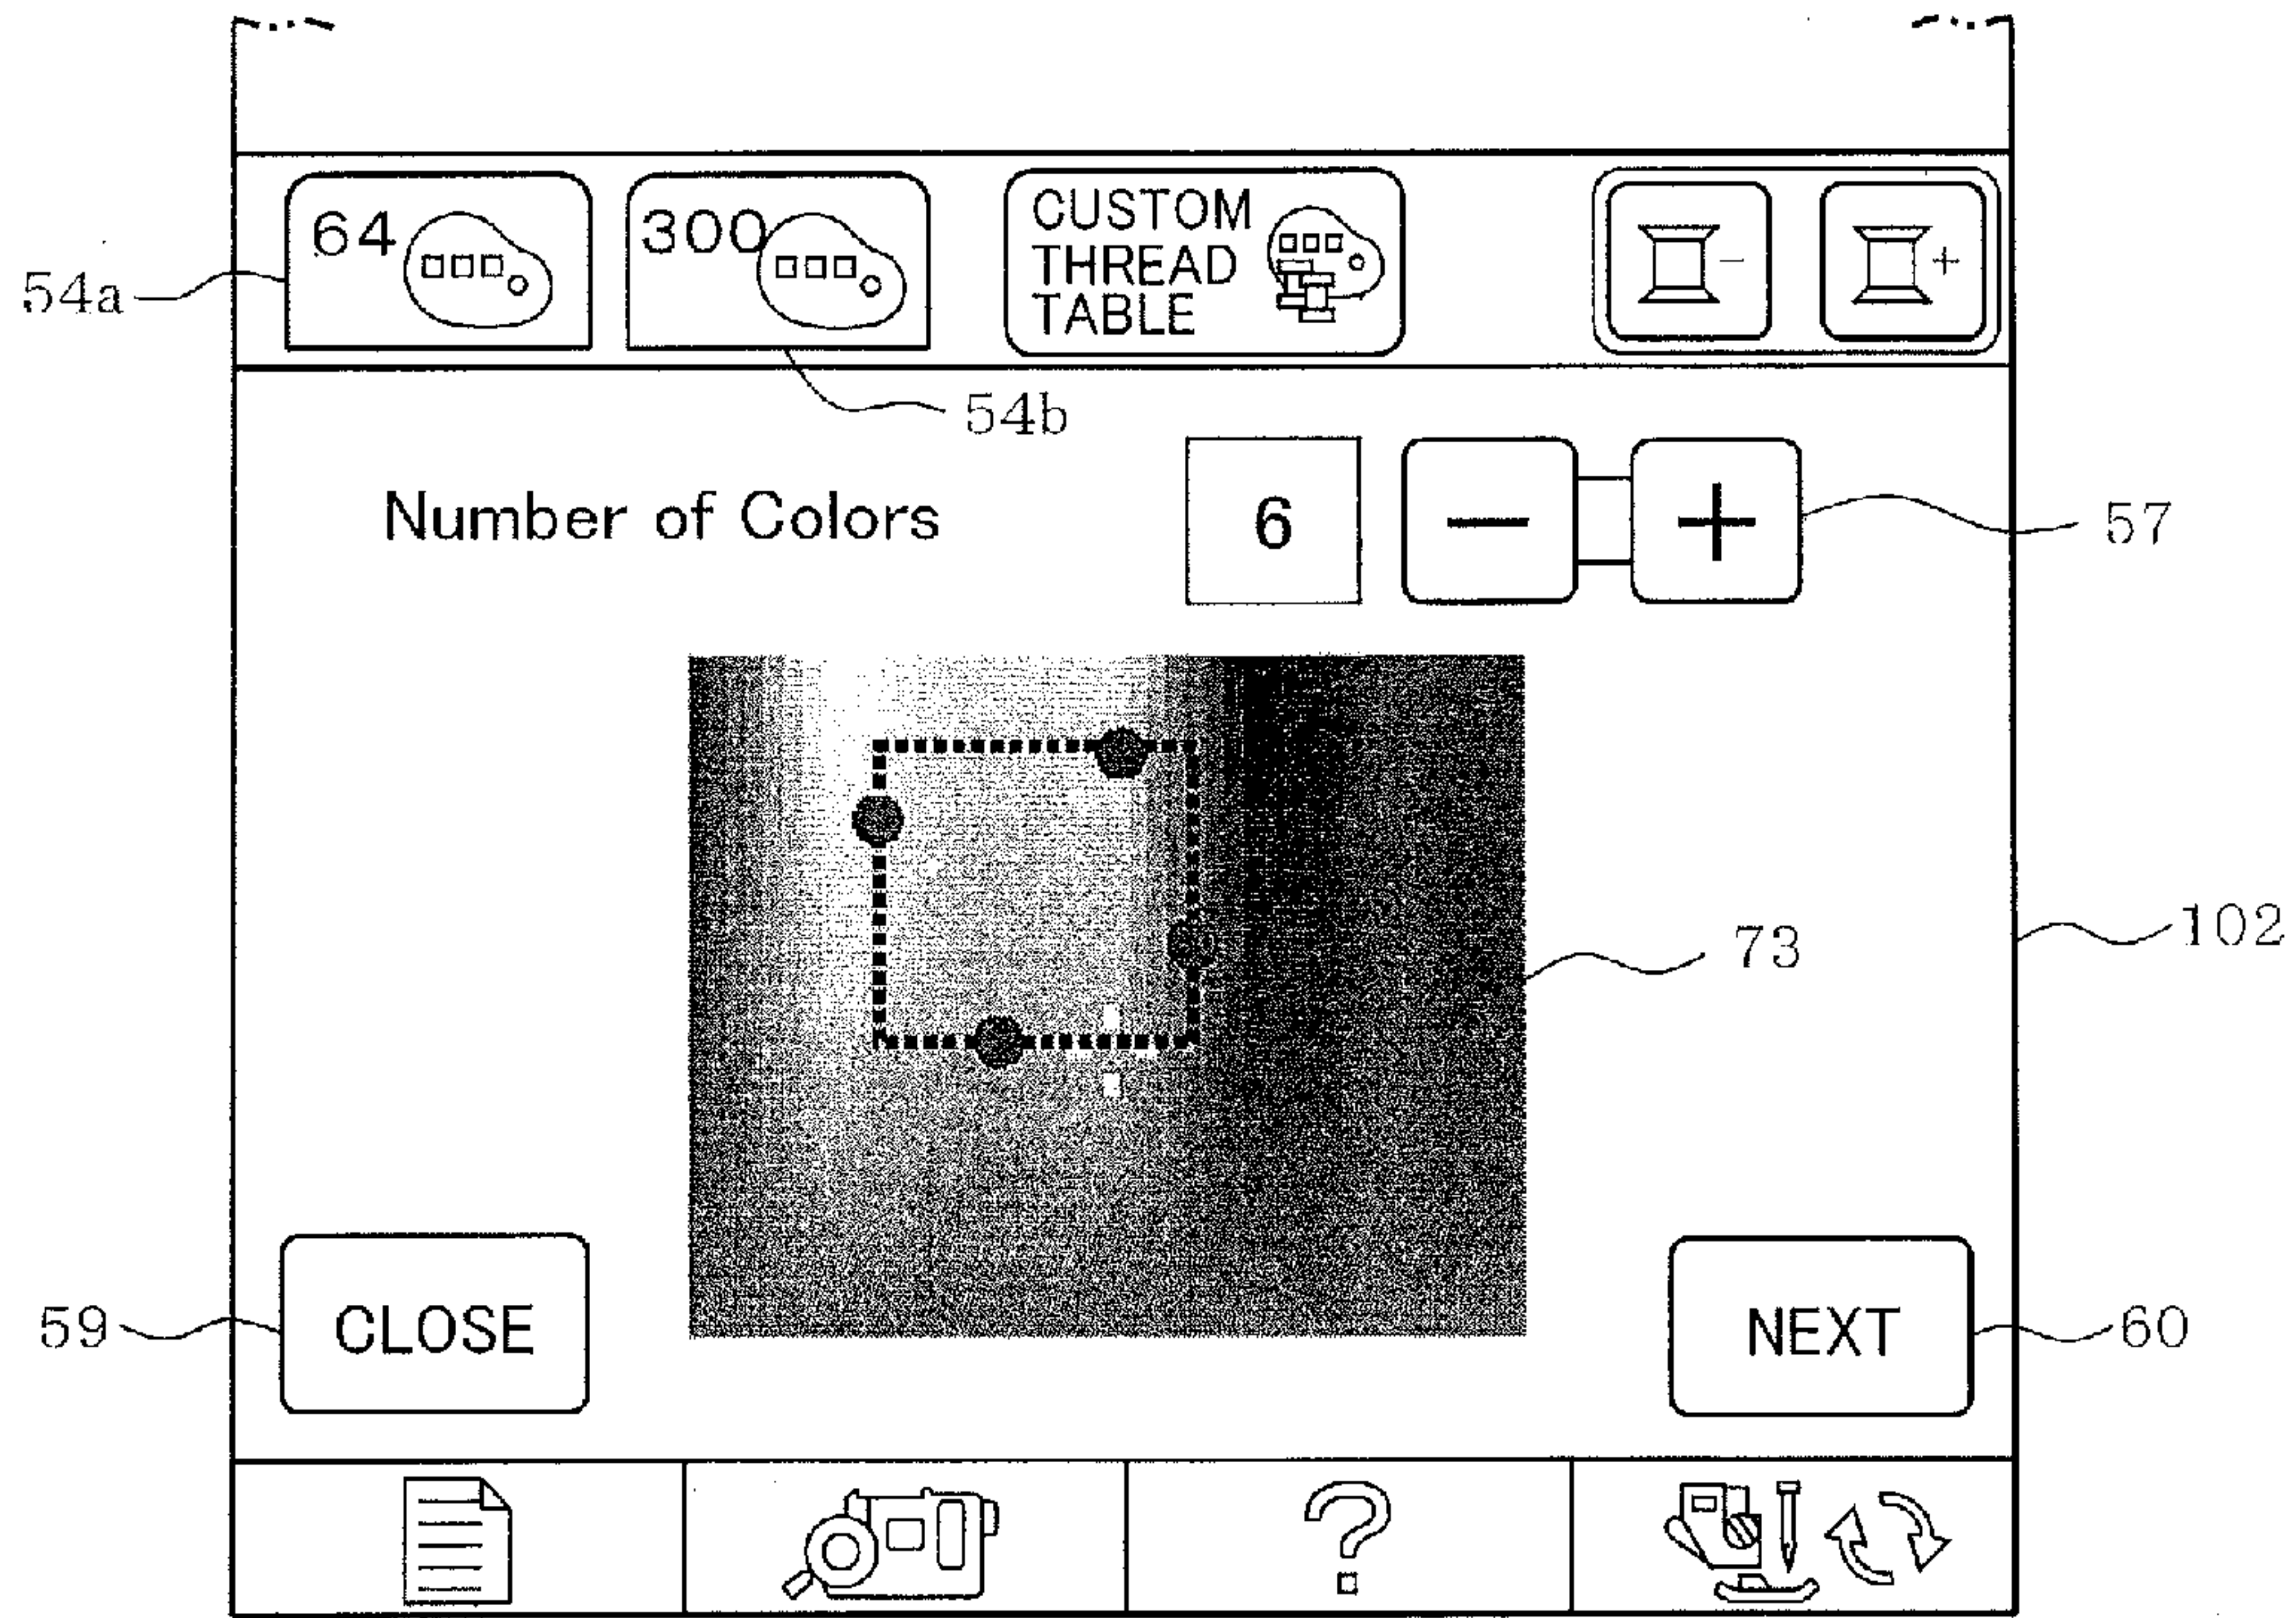 64
300
CUSTOM
THREAD
TABLE
－
＋
54a
54b
Number of Colors
6
－
＋
57
73
102
59
CLOSE
NEXT
60
?